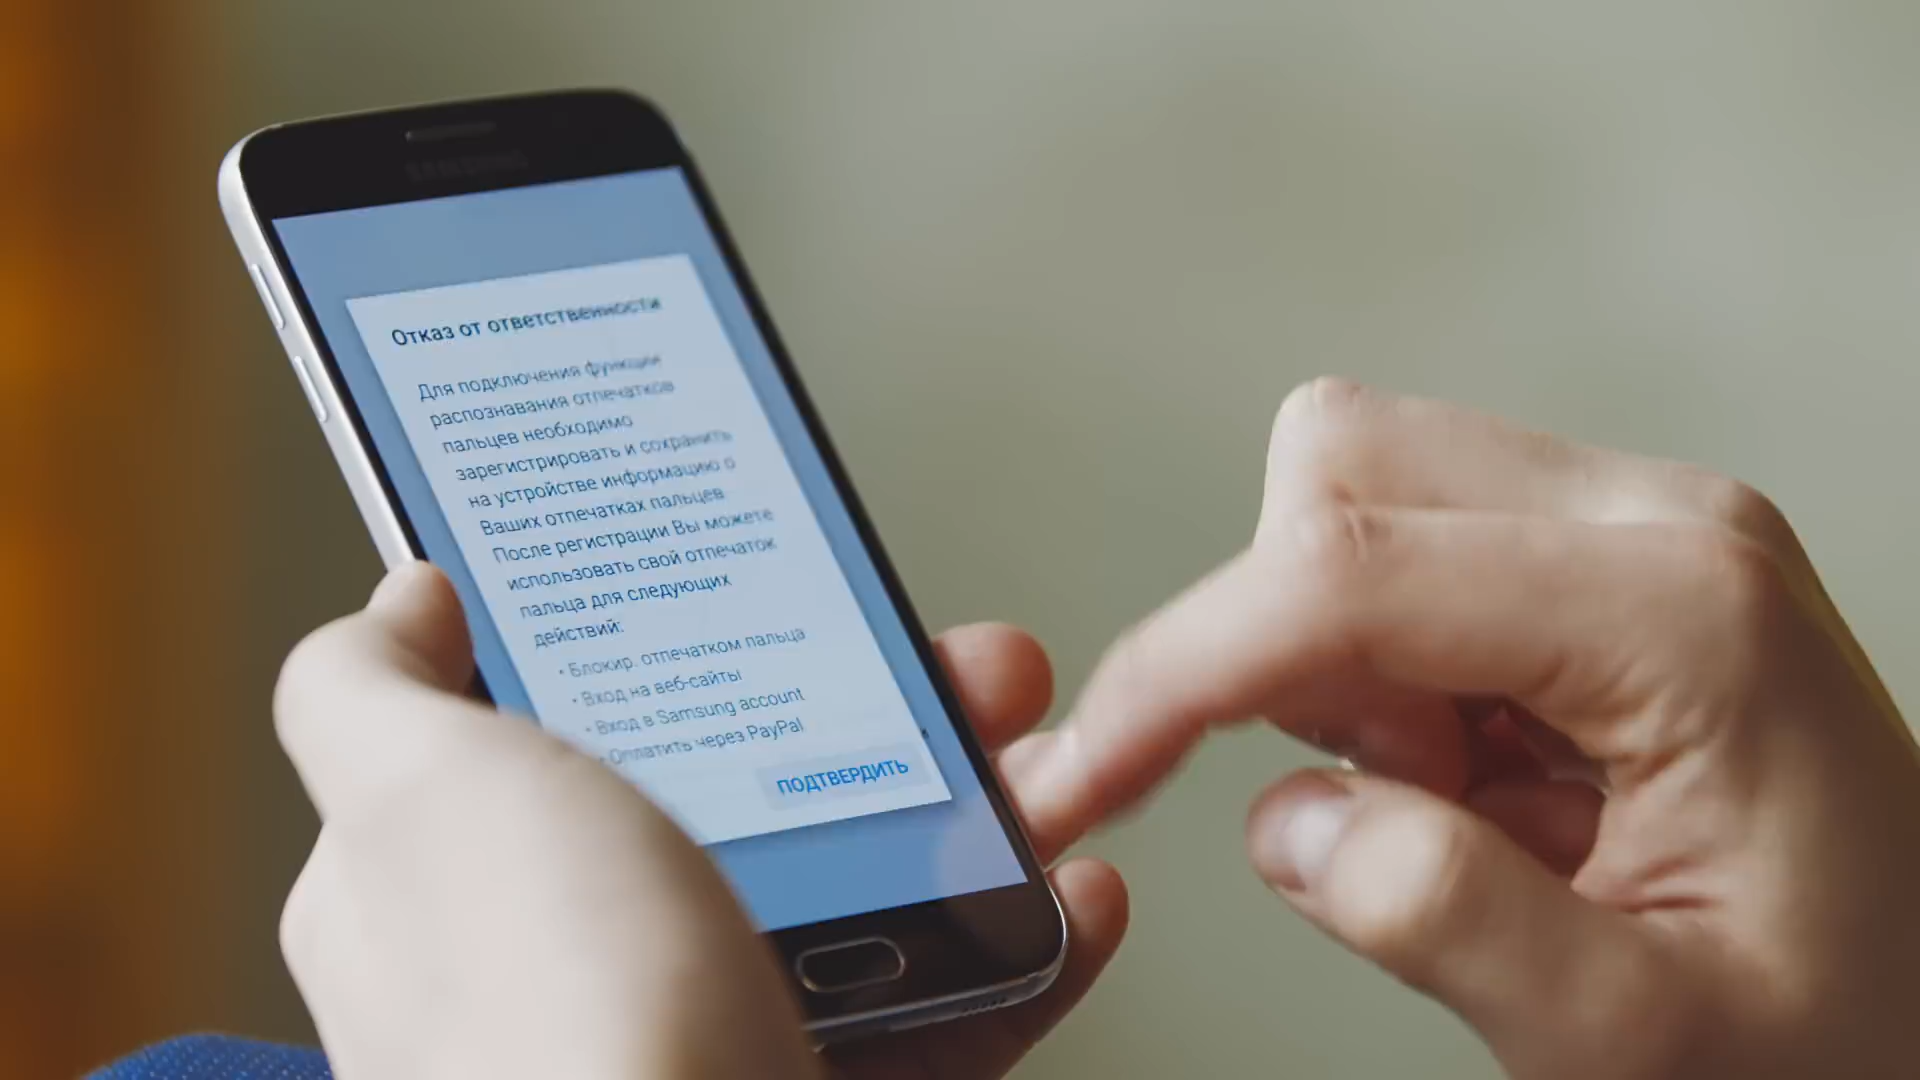 SAMSUNG
Отказ от ответственности
Для подключения функции
распознавания отпечатков
пальцев необходимо
зарегистрировать и сохранить
на устройстве информацию о
Ваших отпечатках пальцев.
После регистрации Вы можете
использовать свой отпечаток
пальца для следующих
действий:
• Блокир. отпечатком пальца
• Вход на веб-сайты
• Вход в Samsung account
• Оплатить через PayPal
ПОДТВЕРДИТЬ